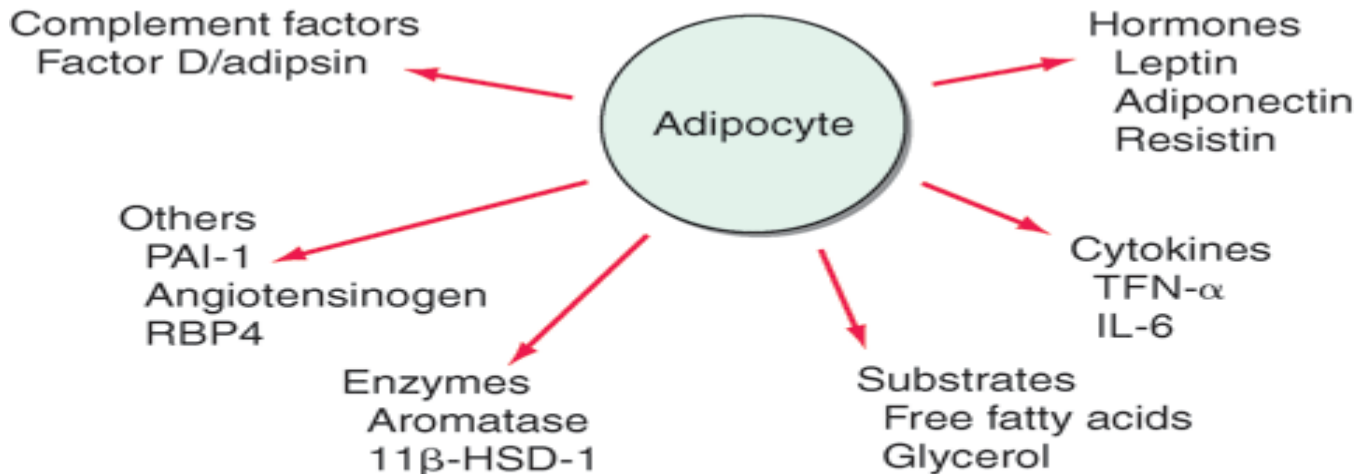 Complement factors
Factor D/adipsin
Adipocyte
Hormones
Leptin
Adiponectin
Resistin
Others
PAI-1
Angiotensinogen
RBP4
Cytokines
TFN-α
IL-6
Enzymes
Aromatase
11β-HSD-1
Substrates
Free fatty acids
Glycerol